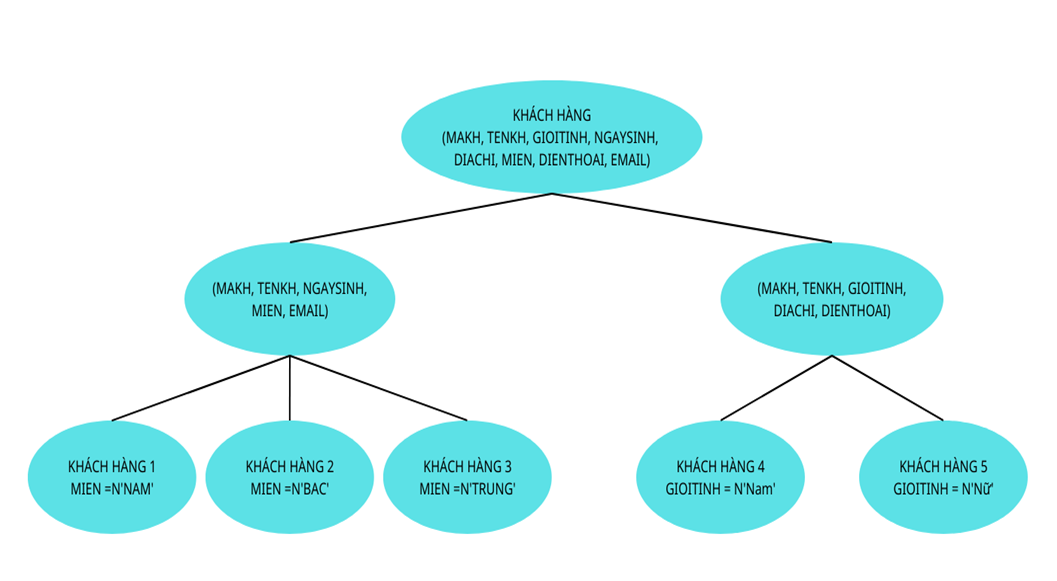 KHÁCH HÀNG
(MAKH, TENKH, GIOITINH, NGAYSINH,
DIACHI, MIEN, DIENTHOAI, EMAIL)
(MAKH, TENKH, NGAYSINH,
MIEN, EMAIL)
(MAKH, TENKH, GIOITINH,
DIACHI, DIENTHOAI)
KHÁCH HÀNG 1
MIEN =N'NAM'
KHÁCH HÀNG 2
MIEN =N'BAC'
KHÁCH HÀNG 3
MIEN =N'TRUNG'
KHÁCH HÀNG 4
GIOITINH = N'Nam'
KHÁCH HÀNG 5
GIOITINH = N'Nữ'